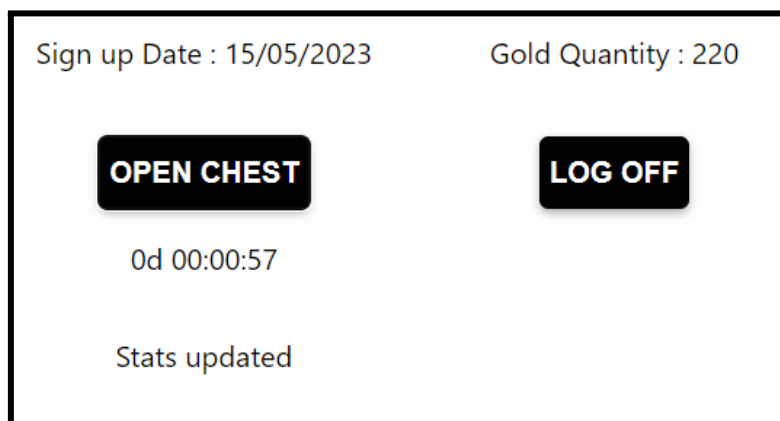 Sign up Date : 15/05/2023
Gold Quantity : 220
OPEN CHEST
LOG OFF
0d 00:00:57
Stats updated